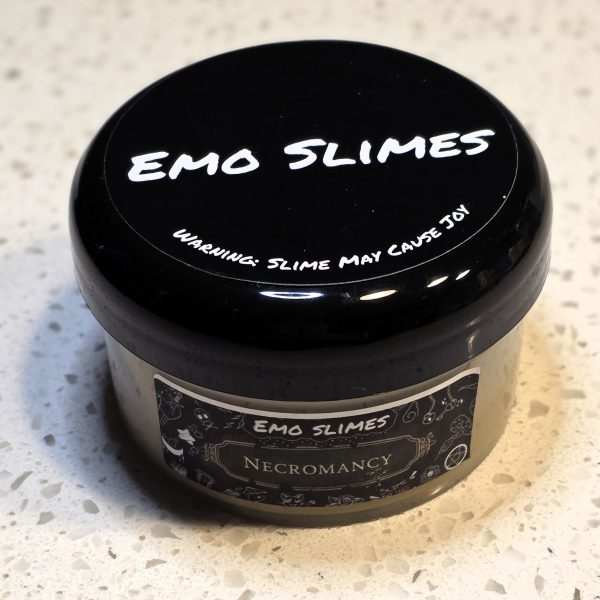 Emo Slimes
Warning: Slime May Cause Joy
Emo Slimes
Necromancy